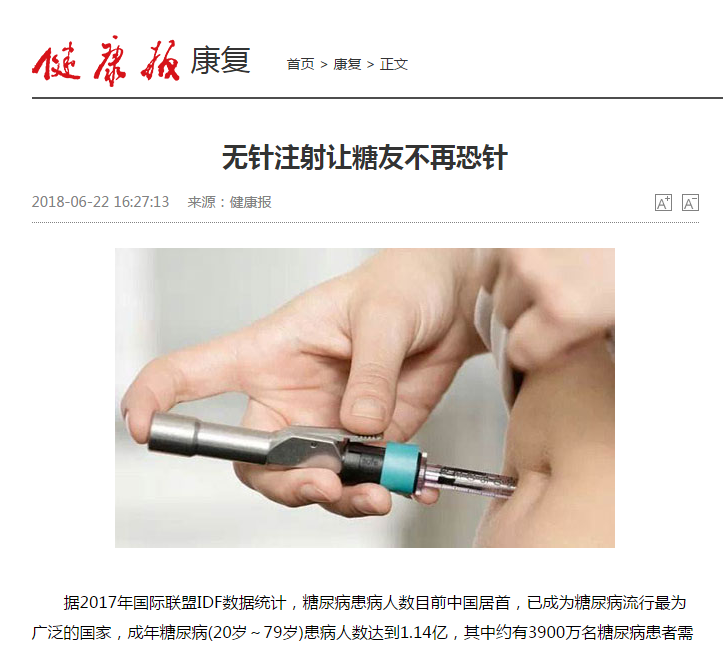 健康报 康复 首页 > 康复 > 正文
无针注射让糖友不再恐针
2018-06-22 16:27:13 来源：健康报 A+ A-
据2017年国际联盟IDF数据统计，糖尿病患病人数目前中国居首，已成为糖尿病流行最为
广泛的国家，成年糖尿病(20岁～79岁)患病人数达到1.14亿，其中约有3900万名糖尿病患者需